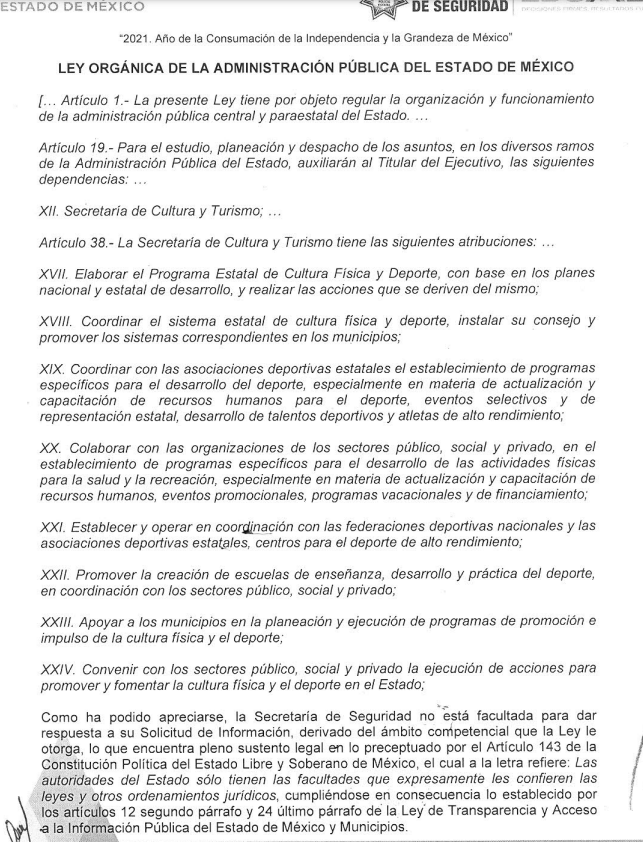 ESTADO DE MÉXICO
DE SEGURIDAD
"2021. Año de la Consumación de la Independencia y la Grandeza de México"
LEY ORGÁNICA DE LA ADMINISTRACIÓN PÚBLICA DEL ESTADO DE MÉXICO
[… Artículo 1.- La presente Ley tiene por objeto regular la organización y funcionamiento
de la administración pública central y paraestatal del Estado. …
Artículo 19.- Para el estudio, planeación y despacho de los asuntos, en los diversos ramos
de la Administración Pública del Estado, auxiliarán al Titular del Ejecutivo, las siguientes
dependencias: …
XII. Secretaría de Cultura y Turismo; …
Artículo 38.- La Secretaría de Cultura y Turismo tiene las siguientes atribuciones: …
XVII. Elaborar el Programa Estatal de Cultura Física y Deporte, con base en los planes
nacional y estatal de desarrollo, y realizar las acciones que se deriven del mismo;
XVIII. Coordinar el sistema estatal de cultura física y deporte, instalar su consejo y
promover los sistemas correspondientes en los municipios;
XIX. Coordinar con las asociaciones deportivas estatales el establecimiento de programas
específicos para el desarrollo del deporte, especialmente en materia de actualización y
capacitación de recursos humanos para el deporte, eventos selectivos y de
representación estatal, desarrollo de talentos deportivos y atletas de alto rendimiento;
XX. Colaborar con las organizaciones de los sectores público, social y privado, en el
establecimiento de programas específicos para el desarrollo de las actividades físicas
para la salud y la recreación, especialmente en materia de actualización y capacitación de
recursos humanos, eventos promocionales, programas vacacionales y de financiamiento;
XXI. Establecer y operar en coordinación con las federaciones deportivas nacionales y las
asociaciones deportivas estatales, centros para el deporte de alto rendimiento;
XXII. Promover la creación de escuelas de enseñanza, desarrollo y práctica del deporte,
en coordinación con los sectores público, social y privado;
XXIII. Apoyar a los municipios en la planeación y ejecución de programas de promoción e
impulso de la cultura física y el deporte;
XXIV. Convenir con los sectores público, social y privado la ejecución de acciones para
promover y fomentar la cultura física y el deporte en el Estado;
Como ha podido apreciarse, la Secretaría de Seguridad no está facultada para dar
respuesta a su Solicitud de Información, derivado del ámbito competencial que la Ley le
otorga, lo que encuentra pleno sustento legal en lo preceptuado por el Artículo 143 de la
Constitución Política del Estado Libre y Soberano de México, el cual a la letra refiere: Las
autoridades del Estado sólo tienen las facultades que expresamente les confieren las
leyes y otros ordenamientos jurídicos, cumpliéndose en consecuencia lo establecido por
los artículos 12 segundo párrafo y 24 último párrafo de la Ley de Transparencia y Acceso
a la Información Pública del Estado de México y Municipios.